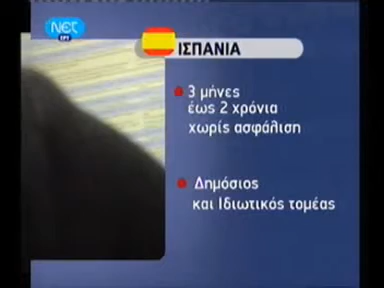 NET
ΕΡΤ
ΙΣΠΑΝΙΑ
3 μήνες
έως 2 χρόνια
χωρίς ασφάλιση
Δημόσιος
και Ιδιωτικός τομέας